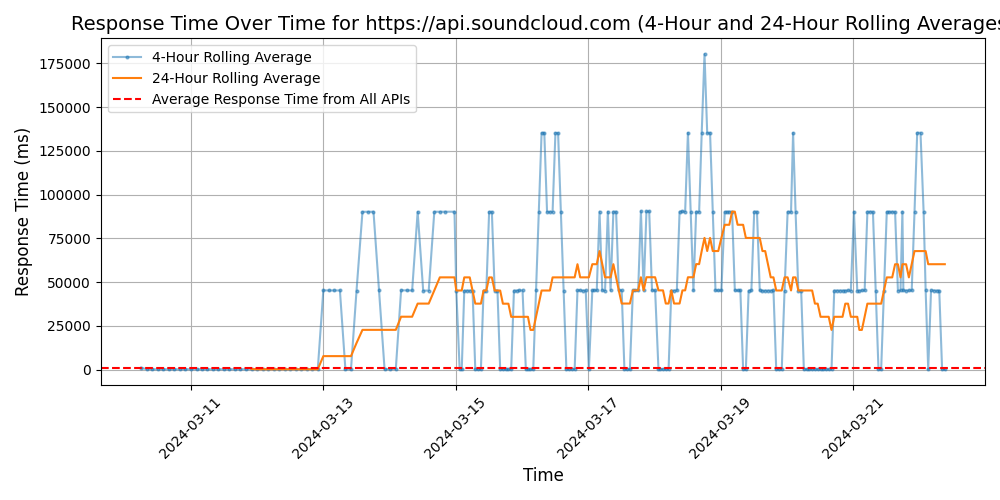 Response Time Over Time for https://api.soundcloud.com (4-Hour and 24-Hour Rolling Averages
4-Hour Rolling Average
24-Hour Rolling Average
Average Response Time from All APIs
175000
150000
125000
100000
75000
50000
25000
0
Response Time (ms)
2024-03-11
2024-03-13
2024-03-15
2024-03-17
2024-03-19
2024-03-21
Time